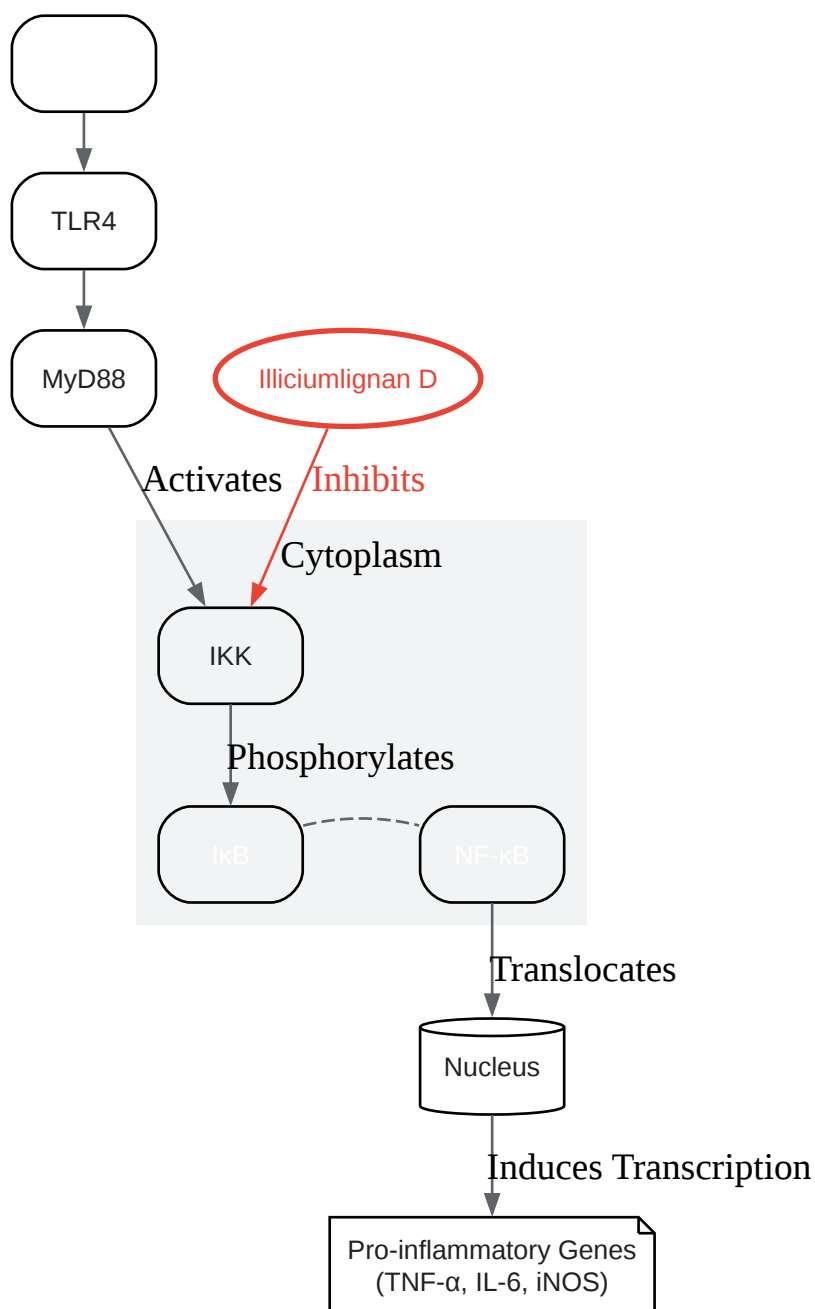 TLR4
MyD88
Illiciumlignan D
Activates
Inhibits
Cytoplasm
IKK
Phosphorylates
IκB
NF-κB
Translocates
Nucleus
Induces Transcription
Pro-inflammatory Genes
(TNF-α, IL-6, iNOS)